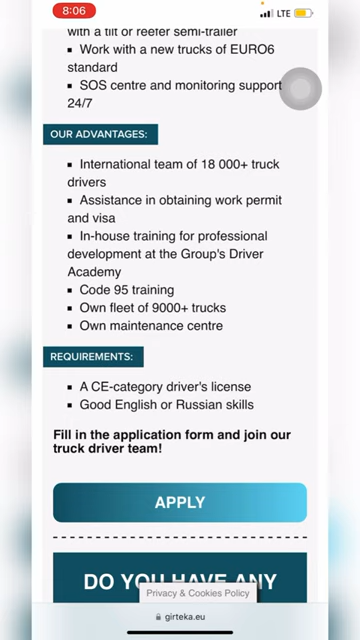 8:06
LTE
with a tilt or reefer semi-trailer
▪ Work with a new trucks of EURO6
standard
▪ SOS centre and monitoring support
24/7
OUR ADVANTAGES:
▪ International team of 18 000+ truck
drivers
▪ Assistance in obtaining work permit
and visa
▪ In-house training for professional
development at the Group's Driver
Academy
▪ Code 95 training
▪ Own fleet of 9000+ trucks
▪ Own maintenance centre
REQUIREMENTS:
▪ A CE-category driver's license
▪ Good English or Russian skills
Fill in the application form and join our
truck driver team!
APPLY
DO YOU HAVE ANY
Privacy & Cookies Policy
girteka.eu